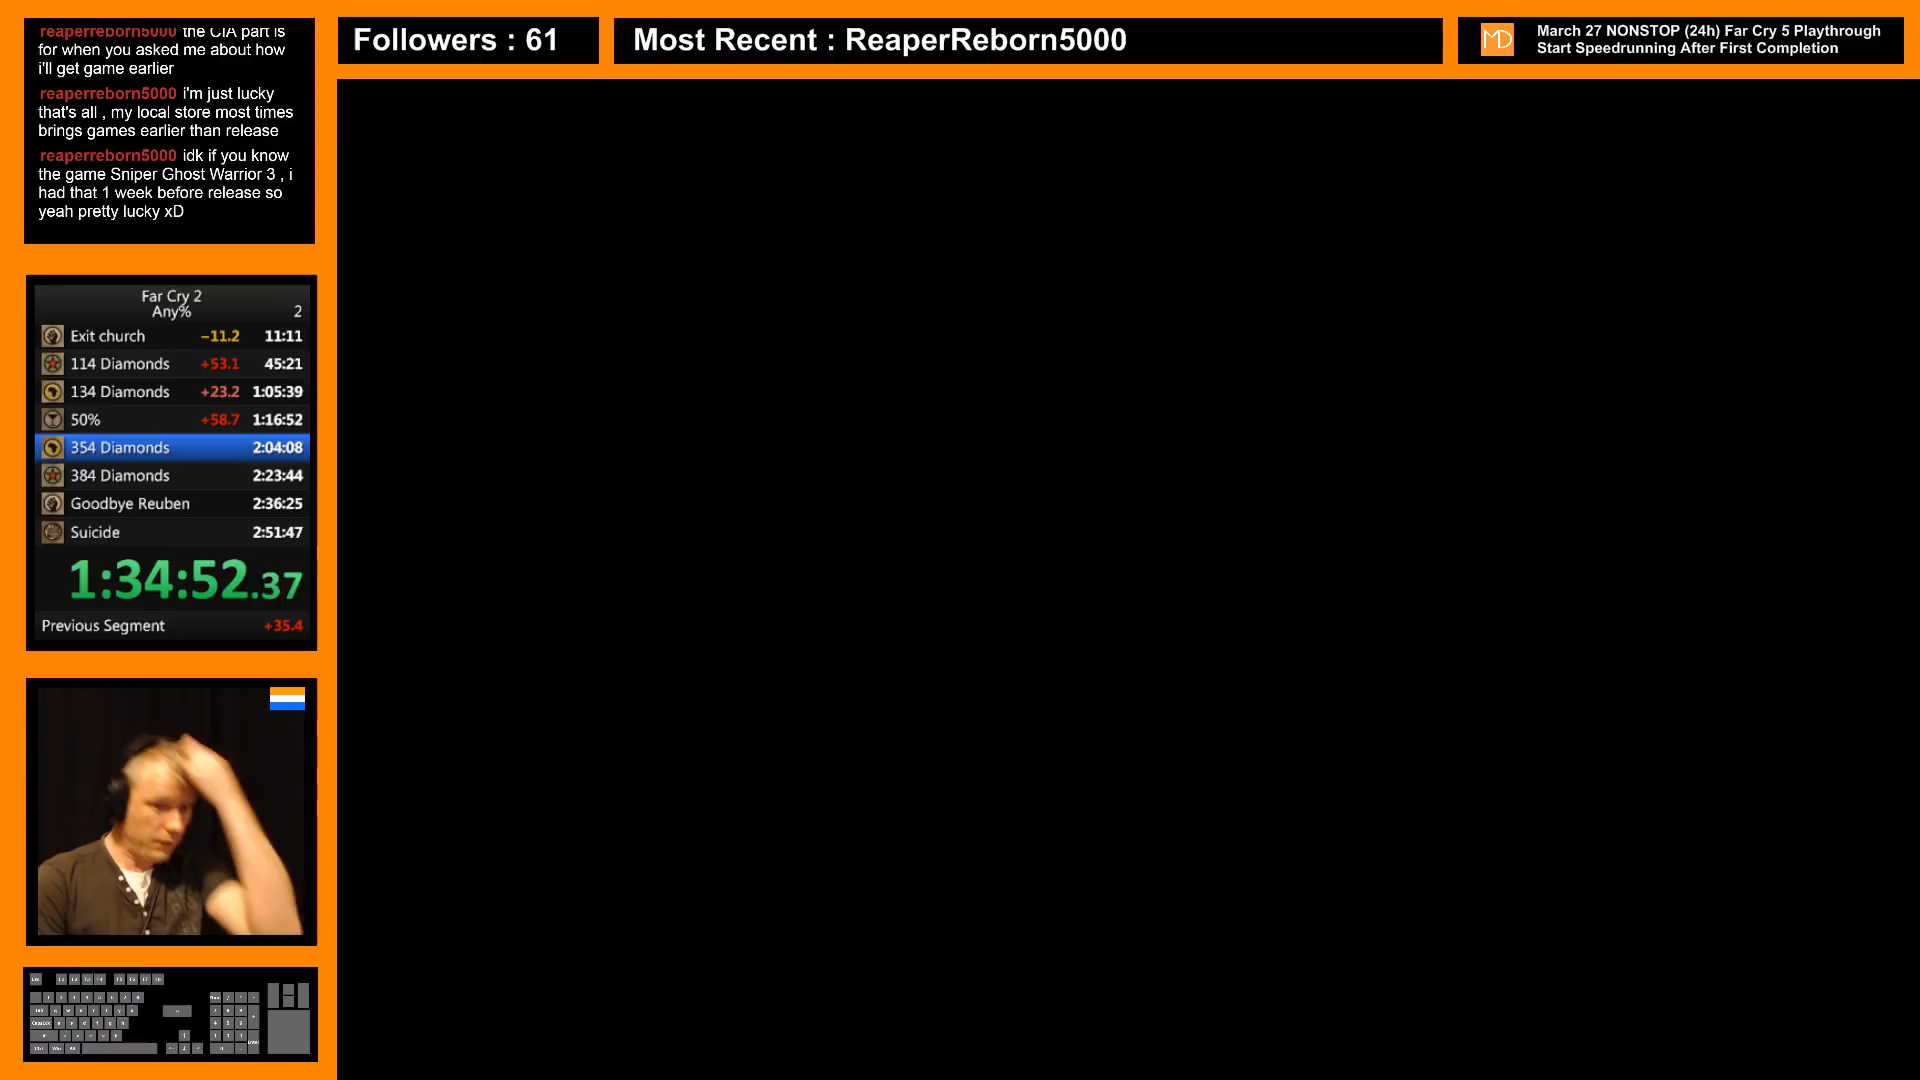 reaperreborn5000 the CIA part is
for when you asked me about how
i'll get game earlier
reaperreborn5000 i'm just lucky
that's all , my local store most times
brings games earlier than release
reaperreborn5000 idk if you know
the game Sniper Ghost Warrior 3 , i
had that 1 week before release so
yeah pretty lucky xD
Followers : 61
Most Recent : ReaperReborn5000
MD
March 27 NONSTOP (24h) Far Cry 5 Playthrough
Start Speedrunning After First Completion
Far Cry 2
Any% 2
Exit church −11.2 11:11
114 Diamonds +53.1 45:21
134 Diamonds +23.2 1:05:39
50% +58.7 1:16:52
354 Diamonds 2:04:08
384 Diamonds 2:23:44
Goodbye Reuben 2:36:25
Suicide 2:51:47
1:34:52.37
Previous Segment +35.4